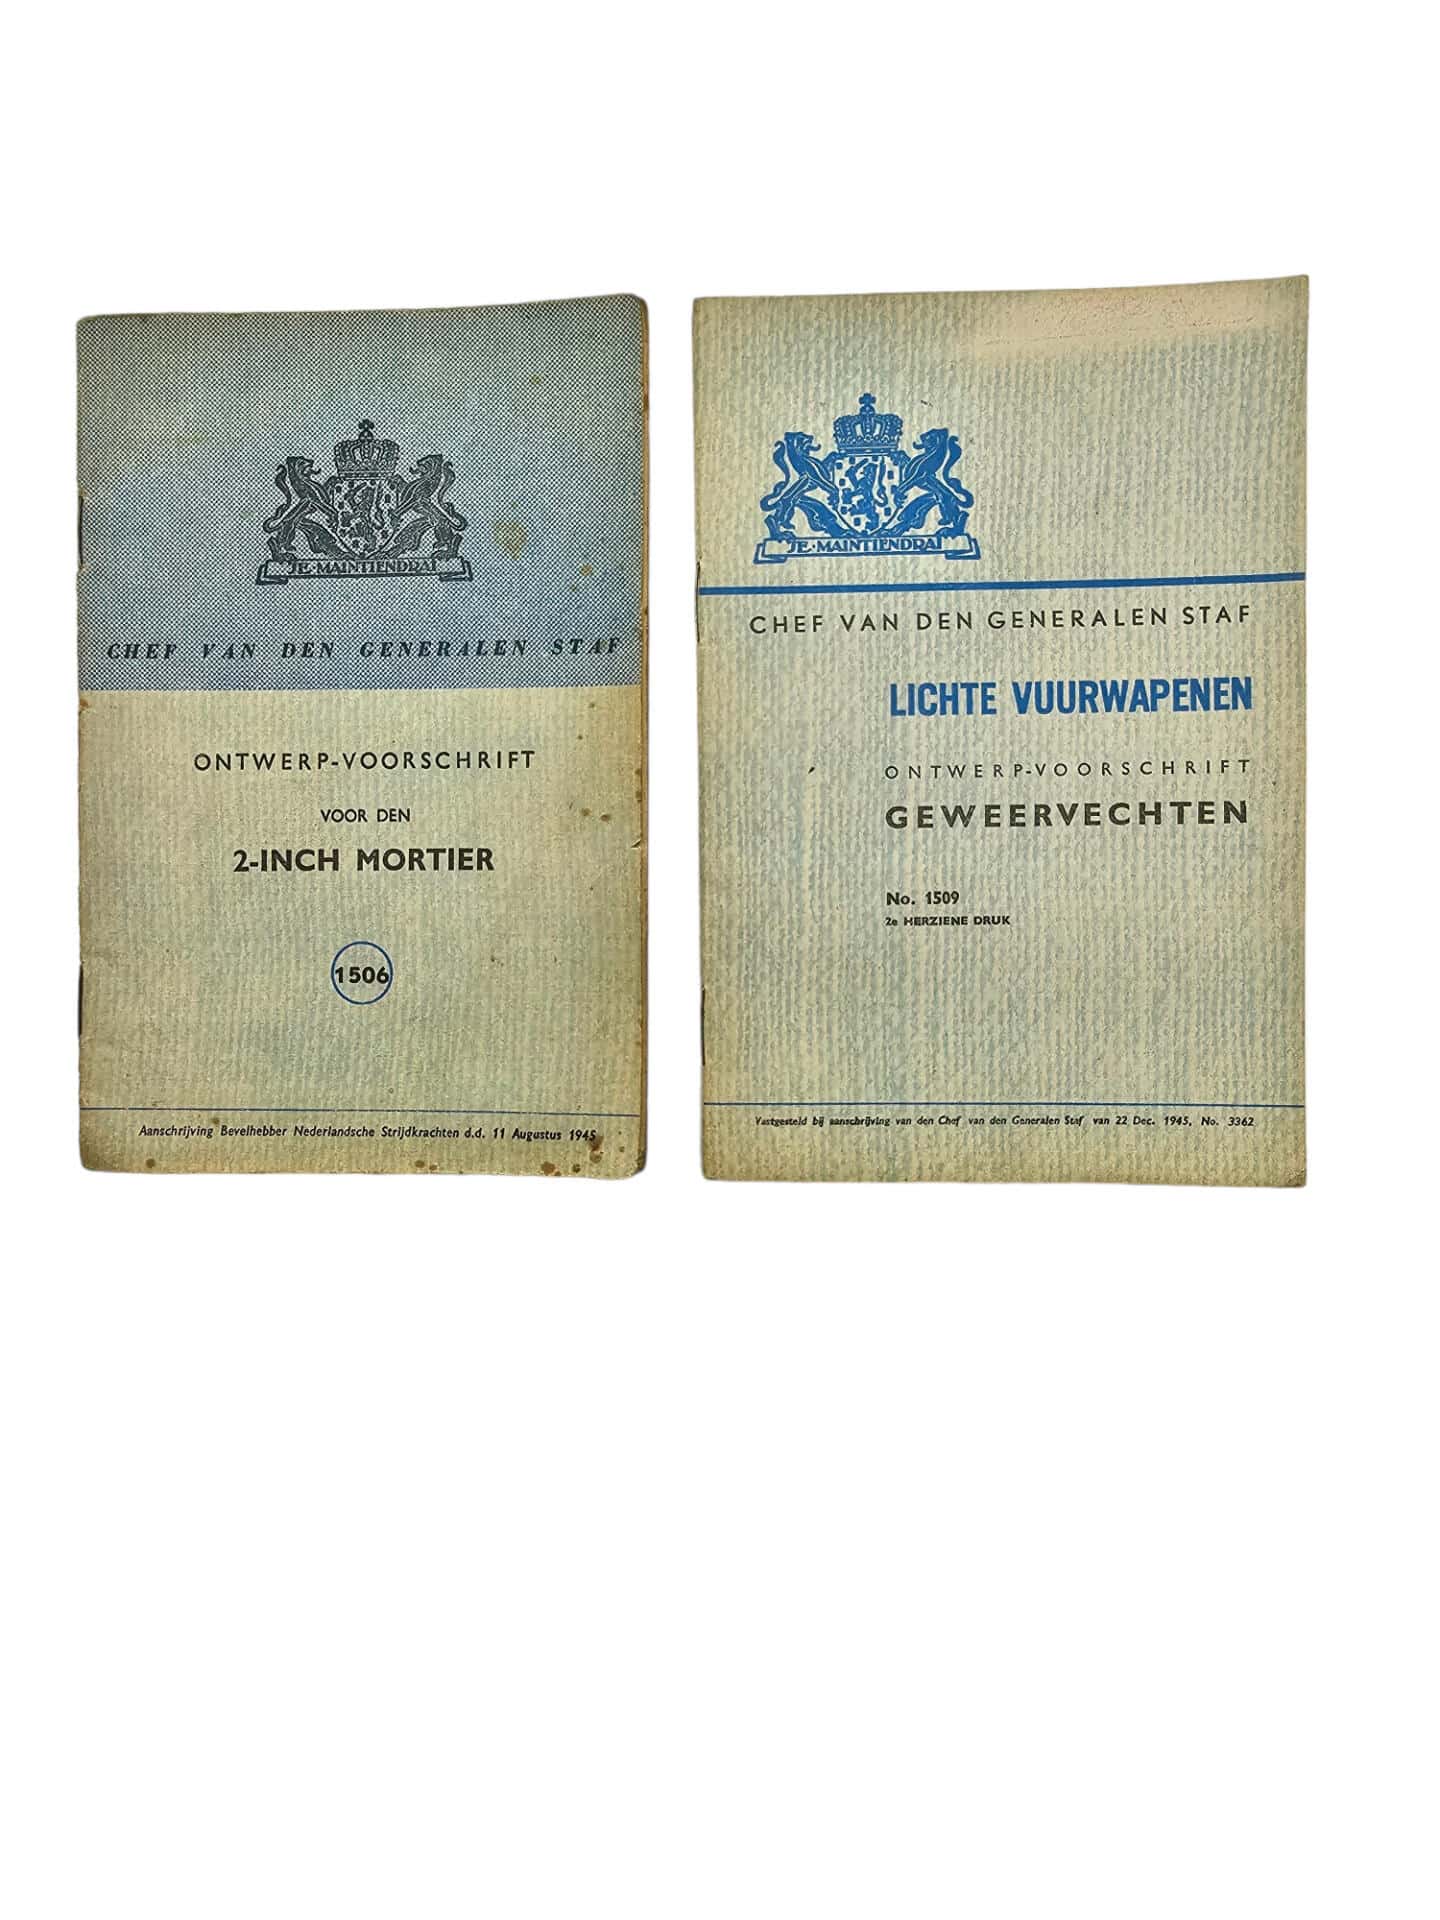 JE·MAINTIENDRAI
CHEF VAN DEN GENERALEN STAF
ONTWERP-VOORSCHRIFT
VOOR DEN
2-INCH MORTIER
1506
Aanschrijving Bevelhebber Nederlandsche Strijdkrachten d.d. 11 Augustus 1945
JE·MAINTIENDRAI
CHEF VAN DEN GENERALEN STAF
LICHTE VUURWAPENEN
ONTWERP-VOORSCHRIFT
GEWEERVECHTEN
No. 1509
2e HERZIENE DRUK
Vastgesteld bij aanschrijving van den Chef van den Generalen Staf van 22 Dec. 1945, No. 3362